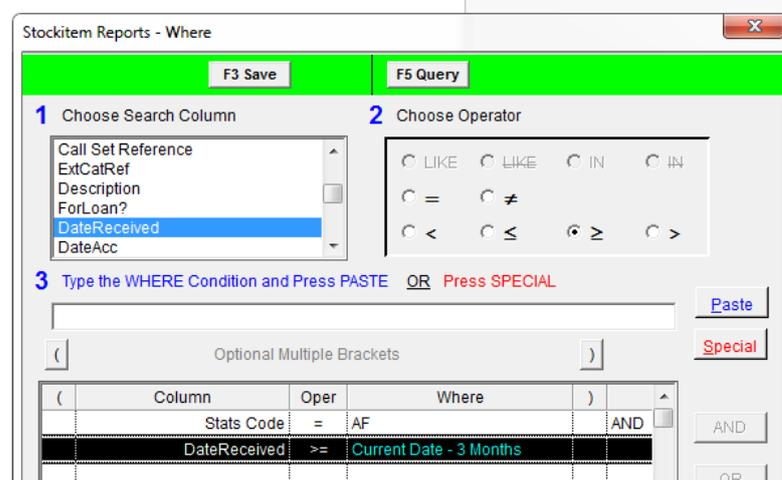 Stockitem Reports - Where
F3 Save F5 Query
1 Choose Search Column 2 Choose Operator
Call Set Reference
ExtCatRef
Description
ForLoan?
DateReceived
DateAcc
LIKE LIKE IN IN
= ≠
< ≤ ≥ >
3 Type the WHERE Condition and Press PASTE OR Press SPECIAL
Paste
Special
( Optional Multiple Brackets )
( Column Oper Where )
Stats Code = AF AND
DateReceived >= Current Date - 3 Months
AND
OR